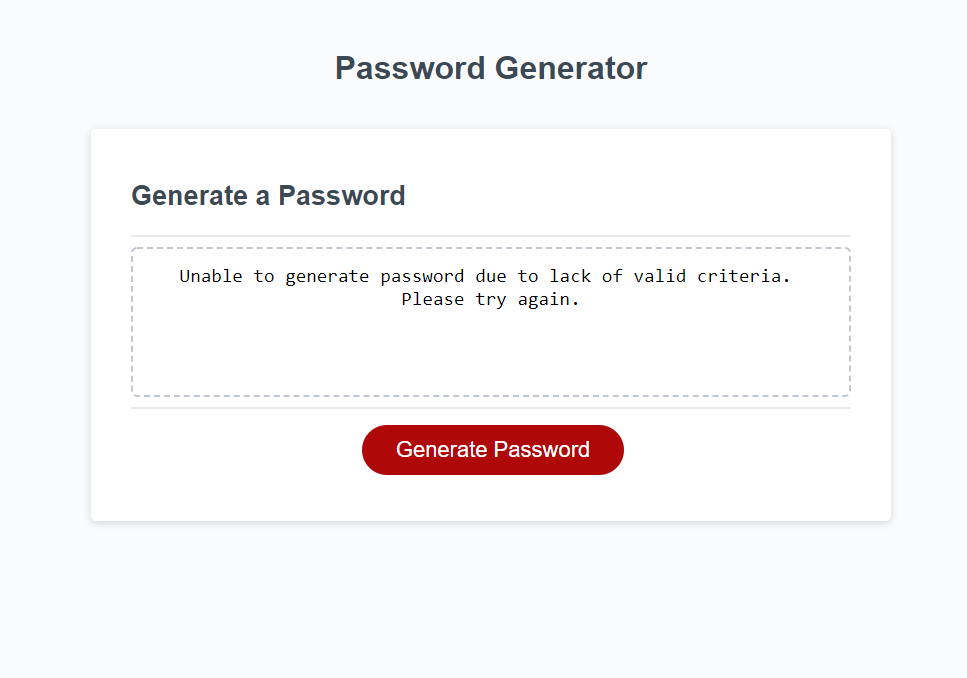 Password Generator
Generate a Password
Unable to generate password due to lack of valid criteria.
Please try again.
Generate Password